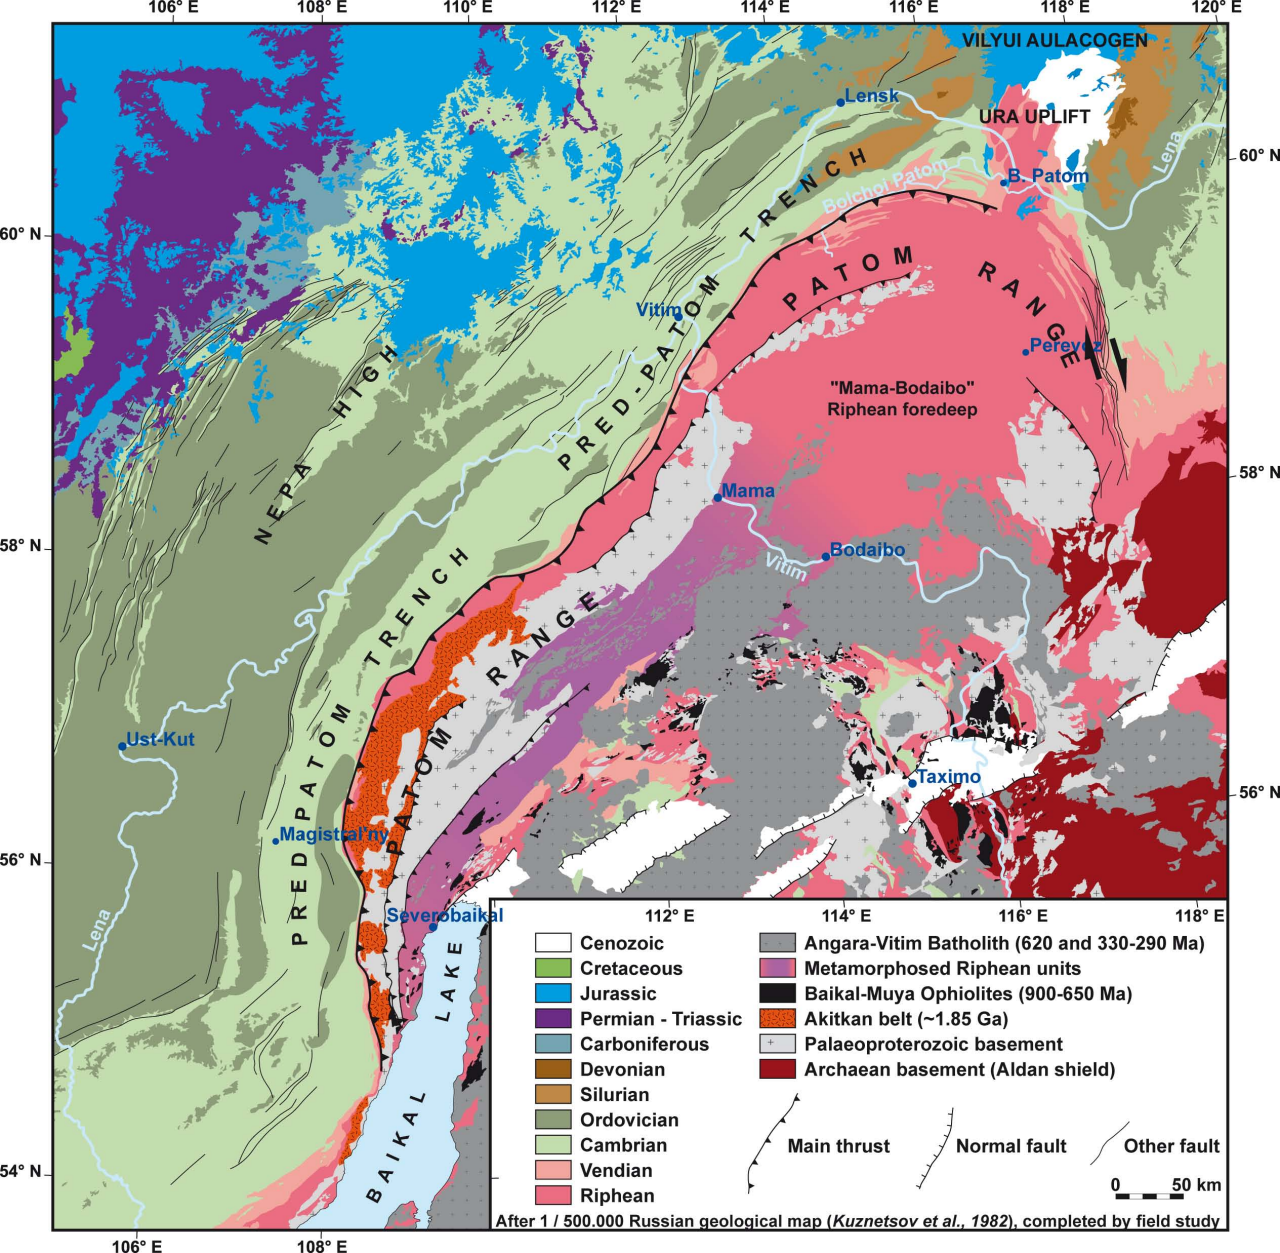 106° E
108° E
110° E
112° E
114° E
116° E
118° E
120° E
VILYUI AULACOGEN
Lensk
URA UPLIFT
Lena
60° N
B. Patom
Bolchoi Patom
60° N
PRED-PATOM TRENCH
PATOM RANGE
Vitim
Perevoz
NEPA HIGH
"Mama-Bodaibo"
Riphean foredeep
58° N
Mama
58° N
Bodaibo
Vitim
PRED PATOM TRENCH
PATOM RANGE
Ust-Kut
Taximo
56° N
Magistral'ny
56° N
Severobaikal
Lena
BAIKAL LAKE
54° N
106° E
108° E
112° E
114° E
116° E
118° E
Cenozoic
Cretaceous
Jurassic
Permian - Triassic
Carboniferous
Devonian
Silurian
Ordovician
Cambrian
Vendian
Riphean
Angara-Vitim Batholith (620 and 330-290 Ma)
Metamorphosed Riphean units
Baikal-Muya Ophiolites (900-650 Ma)
Akitkan belt (~1.85 Ga)
Palaeoproterozoic basement
Archaean basement (Aldan shield)
Main thrust
Normal fault
Other fault
0 50 km
After 1 / 500.000 Russian geological map (Kuznetsov et al., 1982), completed by field study